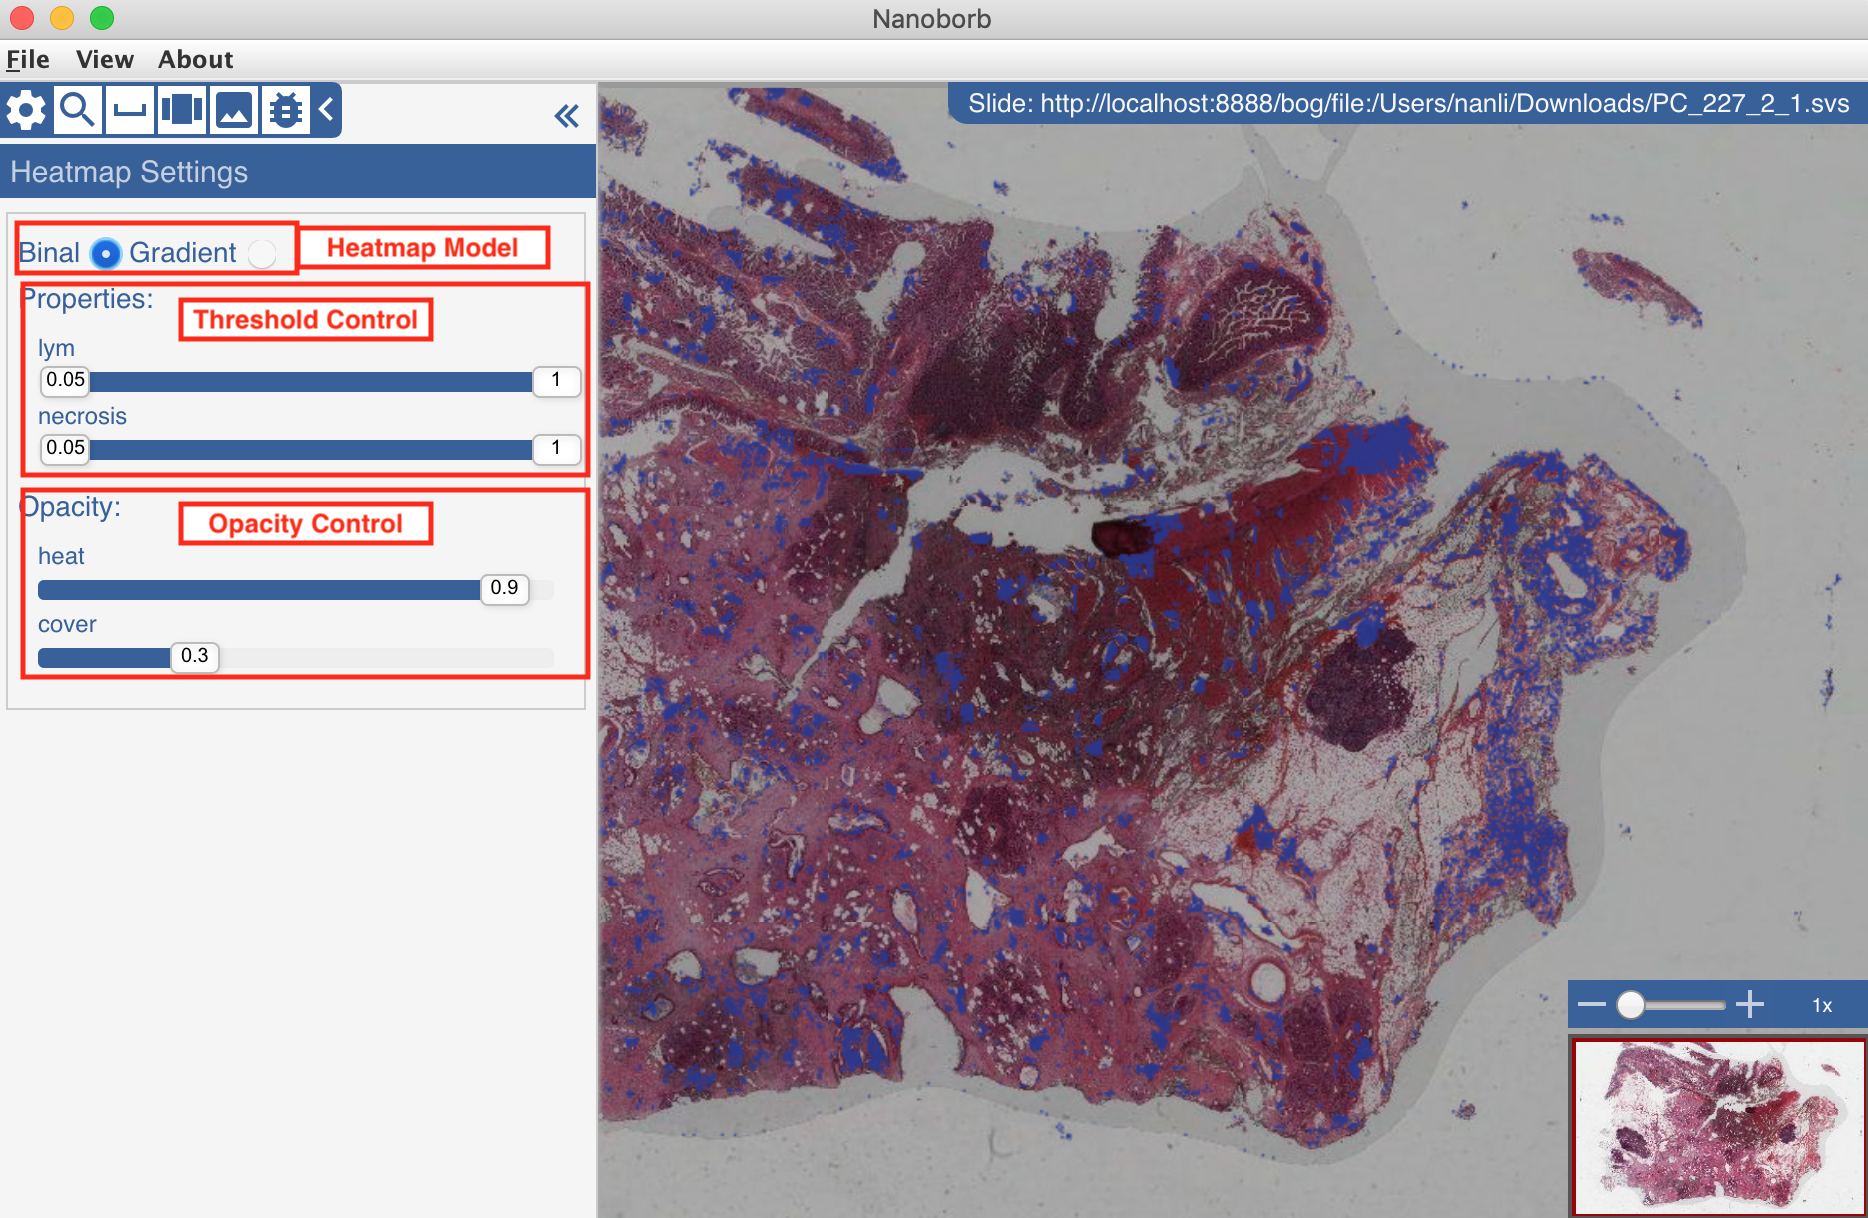 Nanoborb
File View About
Slide: http://localhost:8888/bog/file:/Users/nanli/Downloads/PC_227_2_1.svs
Heatmap Settings
Binal Gradient
Heatmap Model
Properties:
Threshold Control
lym
0.05 1
necrosis
0.05 1
Opacity:
Opacity Control
heat
0.9
cover
0.3
1x